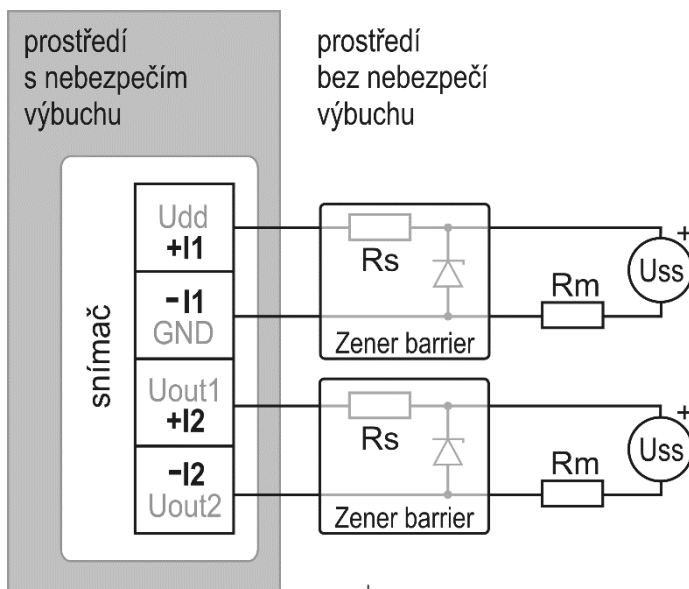 prostředí
s nebezpečím
výbuchu
prostředí
bez nebezpečí
výbuchu
snímač
Udd
+I1
-I1
GND
Uout1
+I2
-I2
Uout2
Rs
Zener barrier
Rm
+
Uss
Rs
Zener barrier
Rm
+
Uss